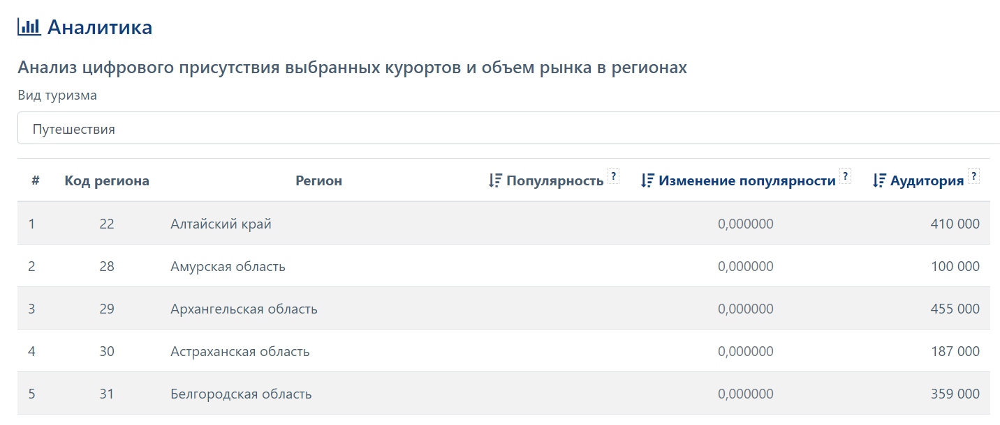 Аналитика
Анализ цифрового присутствия выбранных курортов и объем рынка в регионах
Вид туризма
Путешествия
# Код региона Регион Популярность ? Изменение популярности ? Аудитория ?
1 22 Алтайский край 0,000000 410 000
2 28 Амурская область 0,000000 100 000
3 29 Архангельская область 0,000000 455 000
4 30 Астраханская область 0,000000 187 000
5 31 Белгородская область 0,000000 359 000